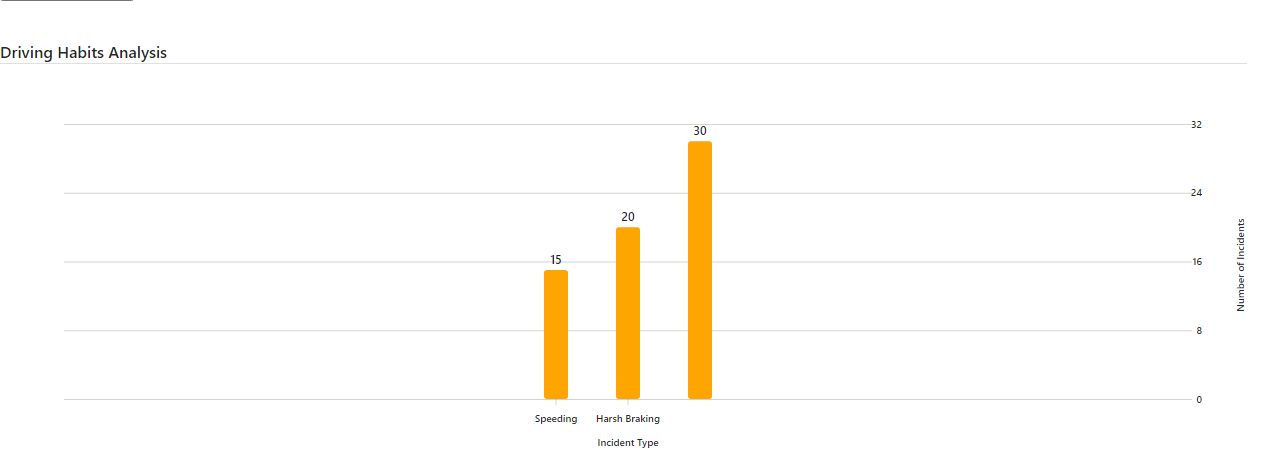 Driving Habits Analysis
32
30
24
20
16
15
8
0
Number of Incidents
Speeding Harsh Braking
Incident Type